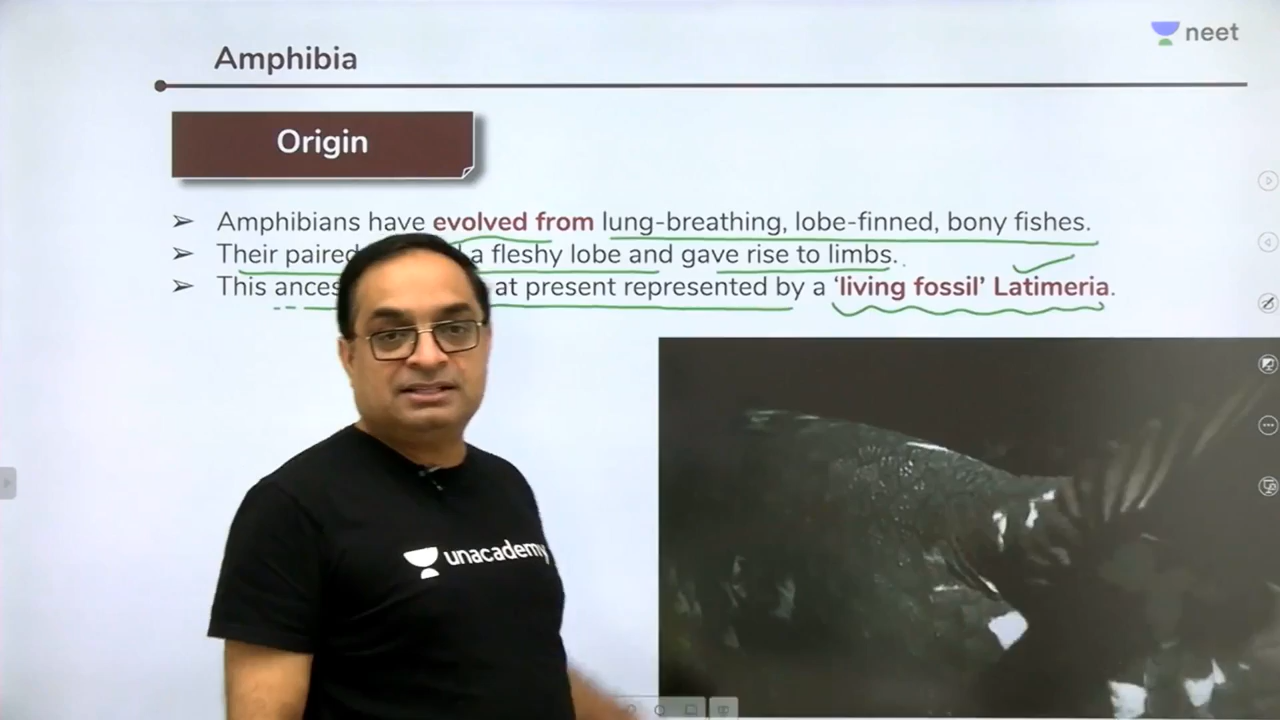 neet
Amphibia
Origin
➢ Amphibians have evolved from lung-breathing, lobe-finned, bony fishes.
➢ Their paired a fleshy lobe and gave rise to limbs.
➢ This at present represented by a ‘living fossil’ Latimeria.
unacademy